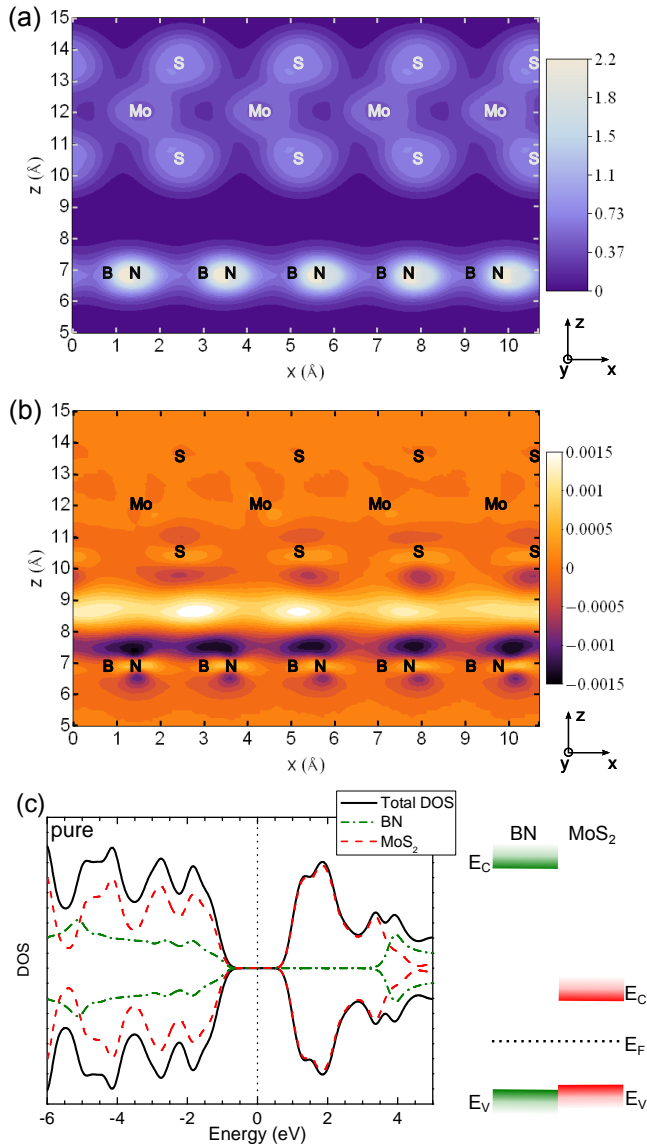 (a)
15
14
13
12
11
10
9
8
7
6
5
z (Å)
S S S S
Mo Mo Mo Mo
S S S S
B N B N B N B N B N
0 1 2 3 4 5 6 7 8 9 10
x (Å)
2.2
1.8
1.5
1.1
0.73
0.37
0
z
y x
(b)
15
14
13
12
11
10
9
8
7
6
5
z (Å)
S S S S
Mo Mo Mo Mo
S S S S
B N B N B N B N B N
0 1 2 3 4 5 6 7 8 9 10
x (Å)
0.0015
0.001
0.0005
0
−0.0005
−0.001
−0.0015
z
y x
(c)
pure
Total DOS
BN
MoS2
DOS
-6 -4 -2 0 2 4
Energy (eV)
BN MoS2
EC
EC
EF
EV EV